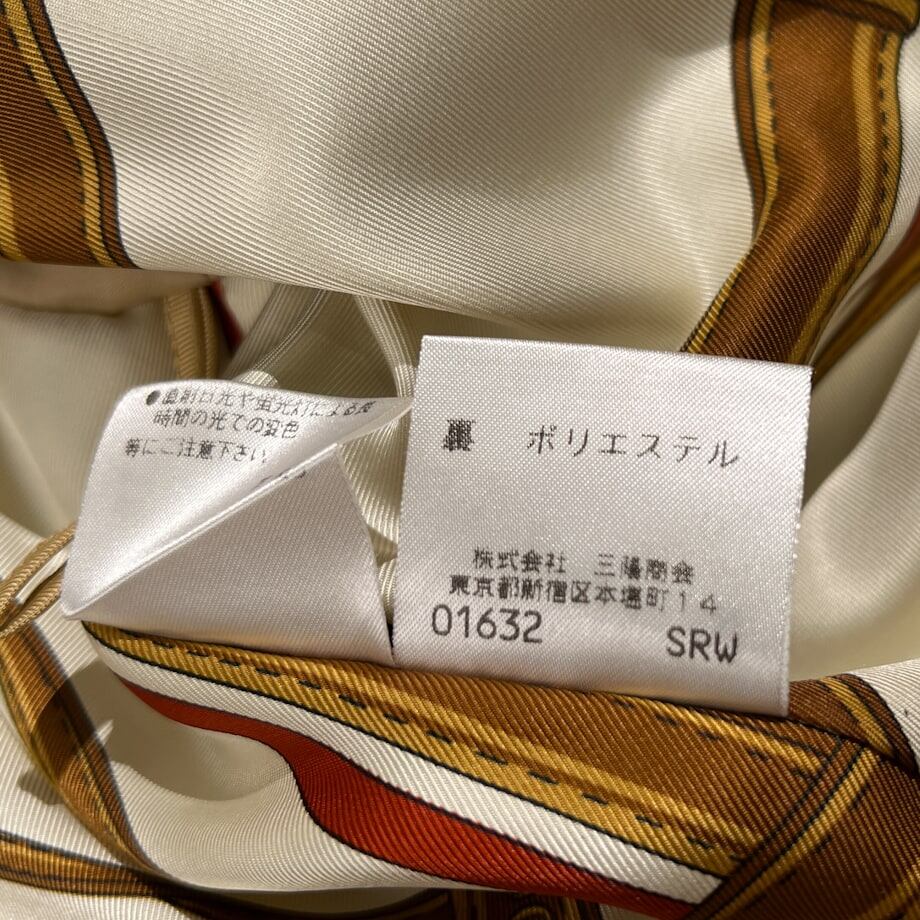 ●直射日光や蛍光灯による長
時間の光での変色
等にご注意下さい
裏 ポリエステル
株式会社 三陽商会
東京都新宿区本塩町14
01632 SRW